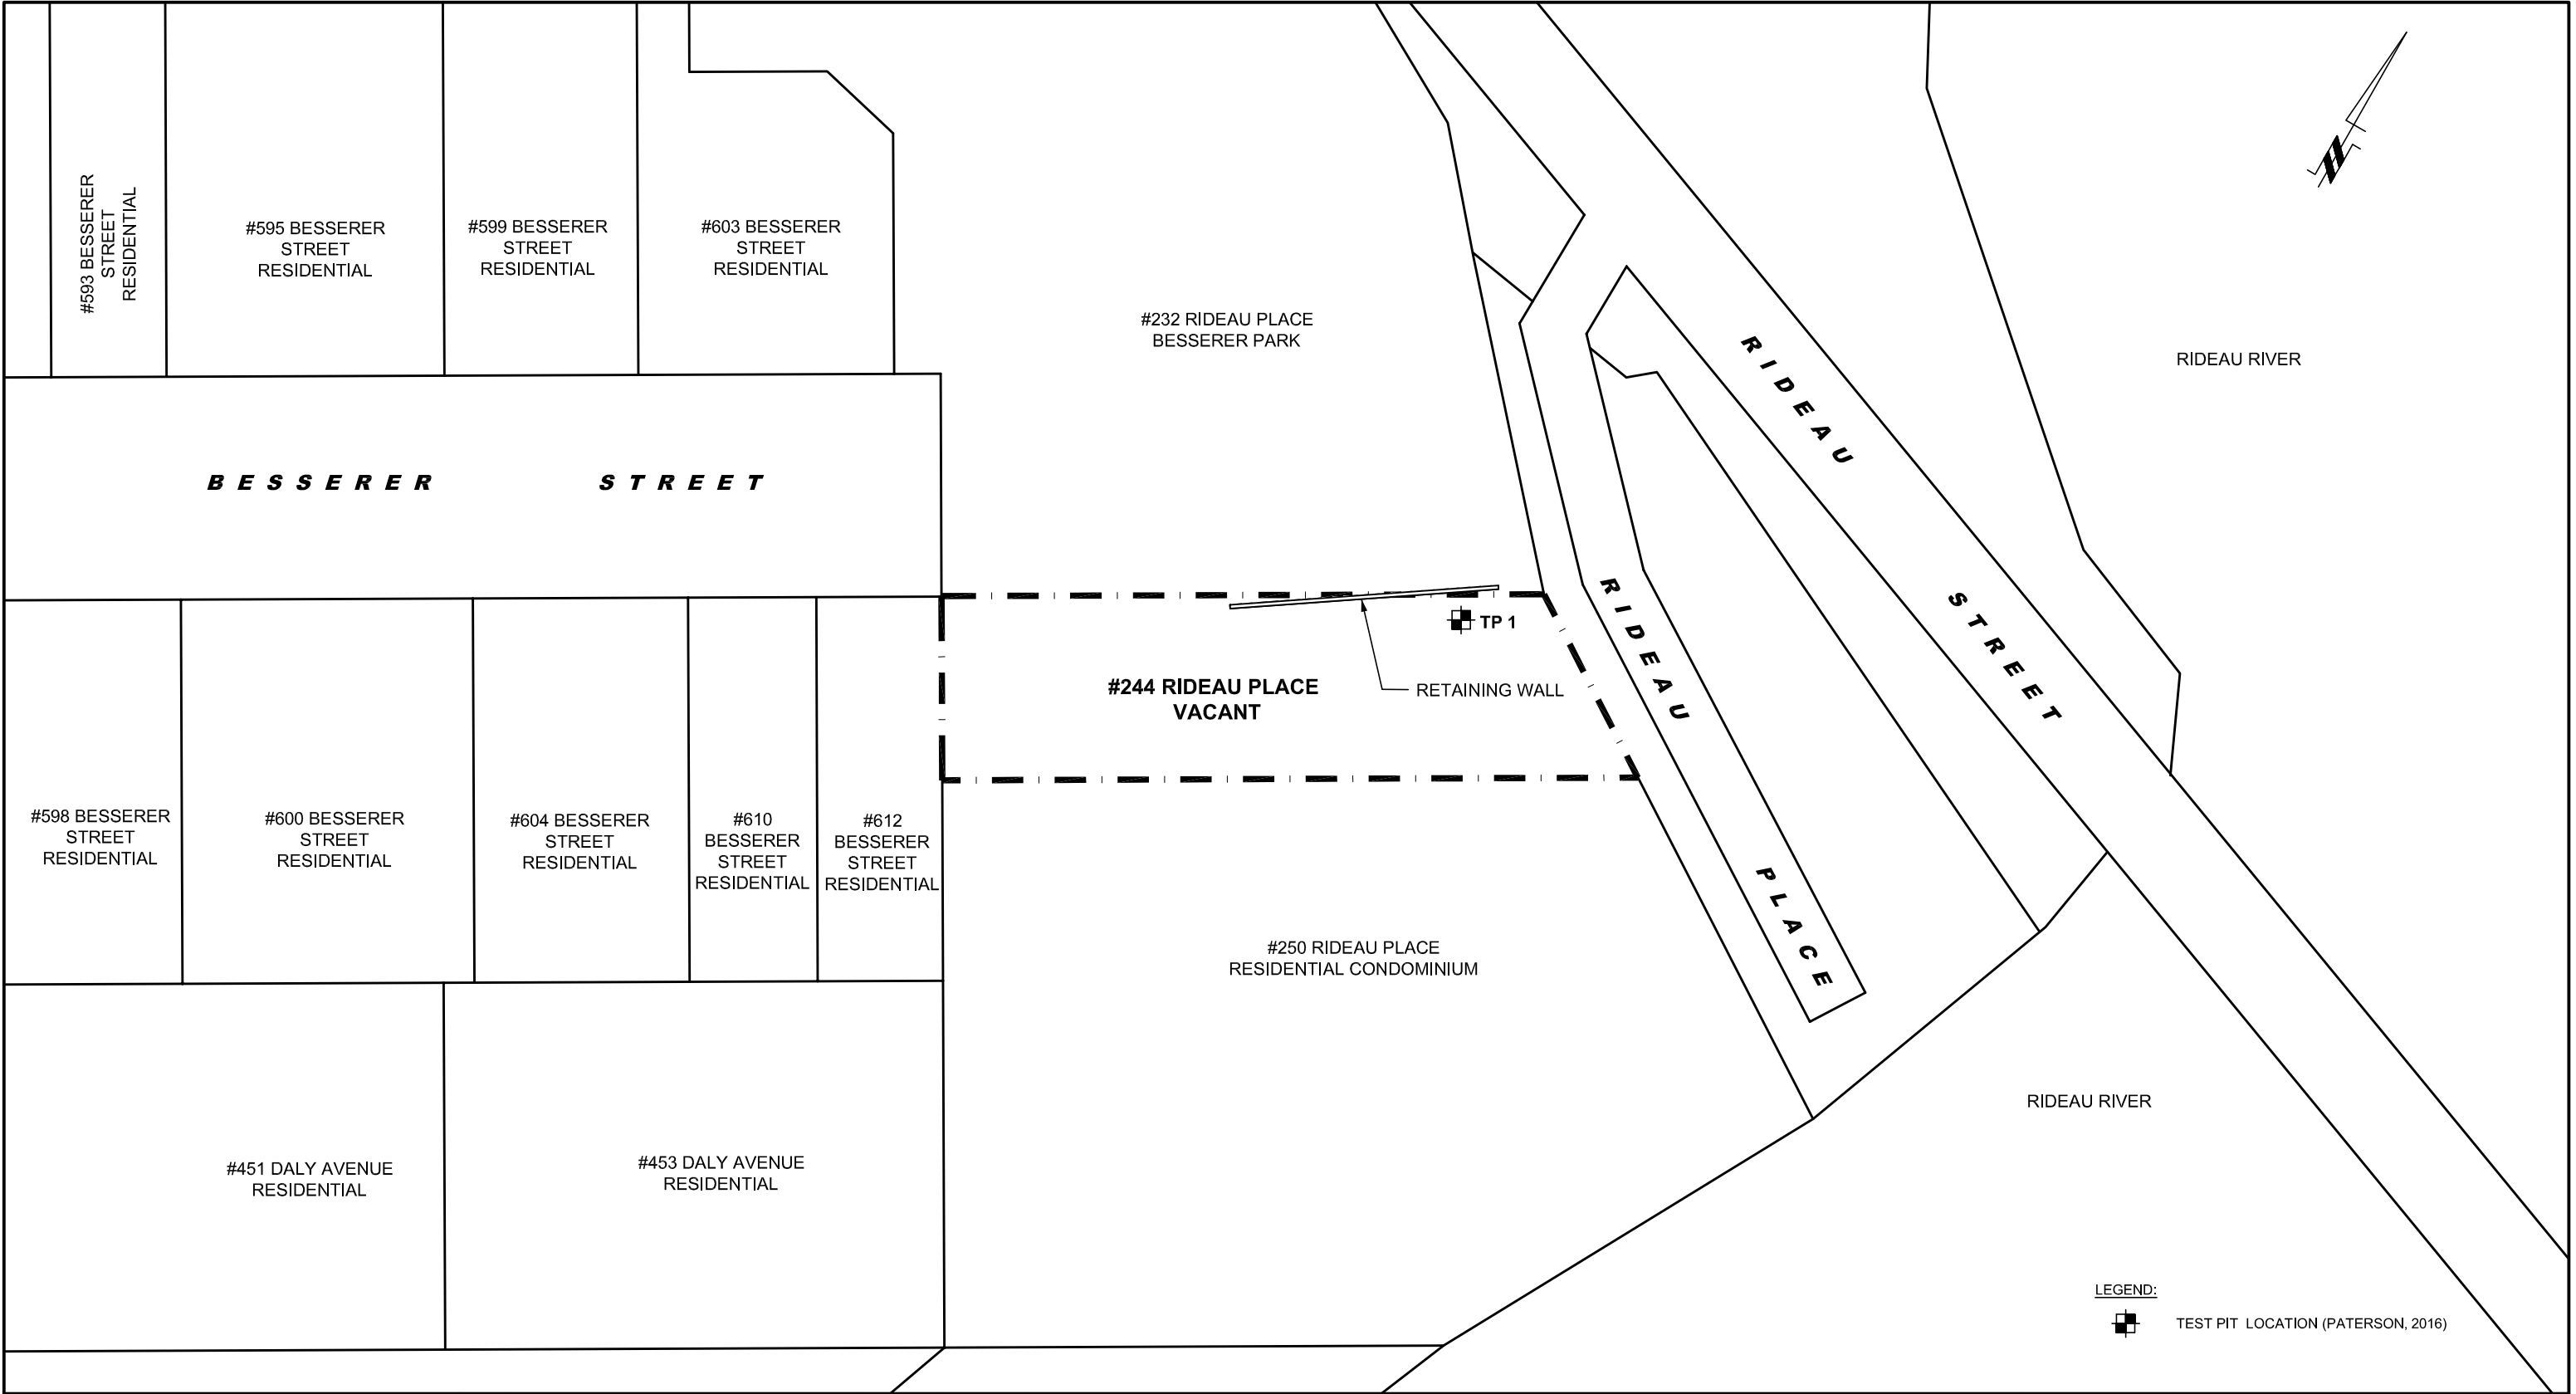 #593 BESSERER
STREET
RESIDENTIAL
#595 BESSERER
STREET
RESIDENTIAL
#599 BESSERER
STREET
RESIDENTIAL
#603 BESSERER
STREET
RESIDENTIAL
#232 RIDEAU PLACE
BESSERER PARK
RIDEAU STREET
RIDEAU RIVER
BESSERER STREET
TP 1
RETAINING WALL
#244 RIDEAU PLACE
VACANT
RIDEAU PLACE
#598 BESSERER
STREET
RESIDENTIAL
#600 BESSERER
STREET
RESIDENTIAL
#604 BESSERER
STREET
RESIDENTIAL
#610
BESSERER
STREET
RESIDENTIAL
#612
BESSERER
STREET
RESIDENTIAL
#250 RIDEAU PLACE
RESIDENTIAL CONDOMINIUM
#451 DALY AVENUE
RESIDENTIAL
#453 DALY AVENUE
RESIDENTIAL
RIDEAU RIVER
LEGEND:
TEST PIT LOCATION (PATERSON, 2016)